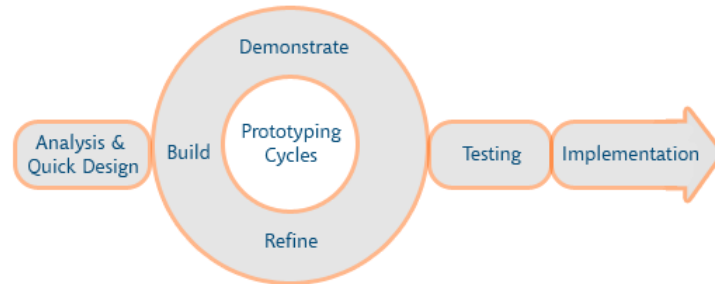 Demonstrate
Analysis &
Quick Design
Build
Prototyping
Cycles
Testing
Implementation
Refine